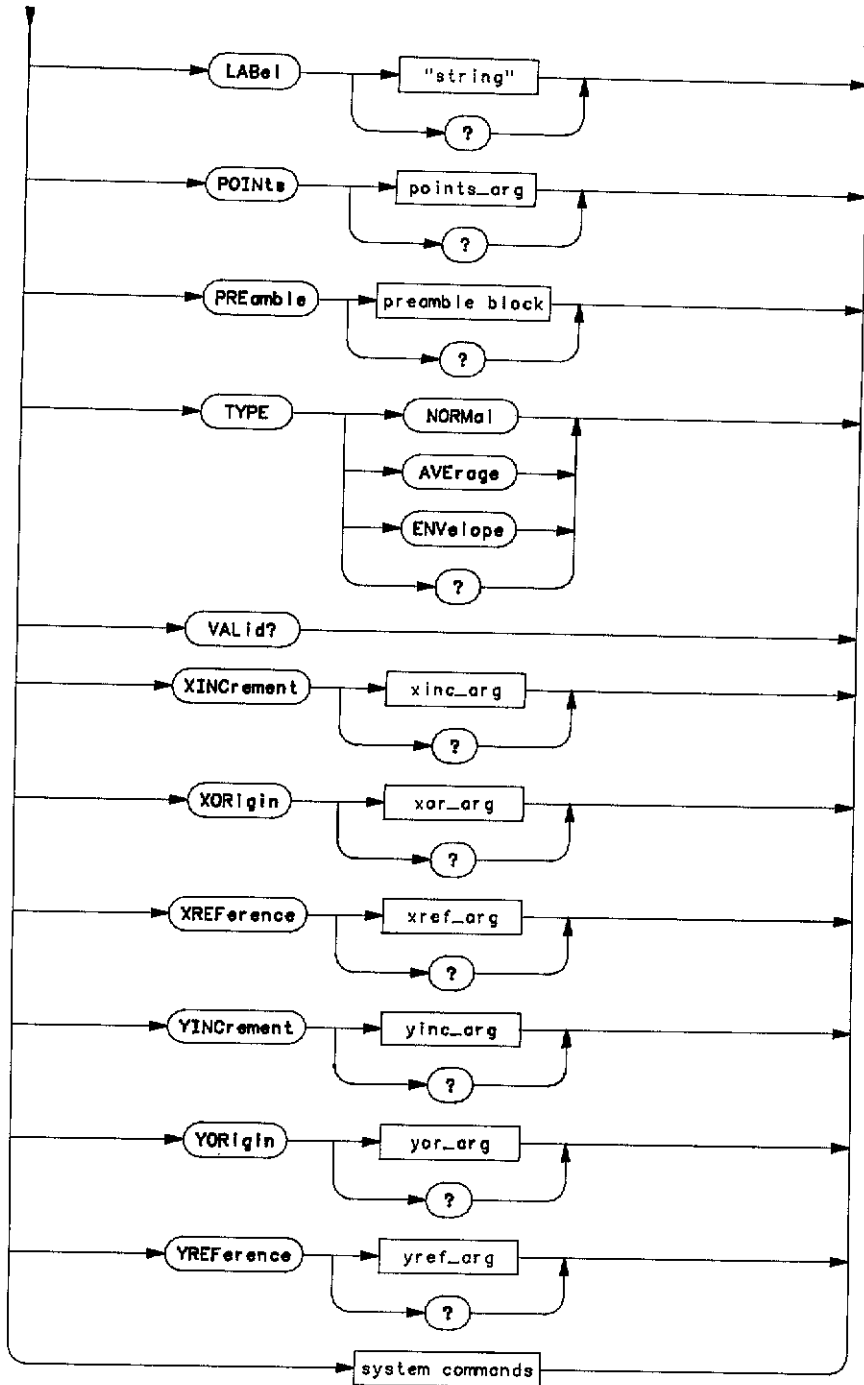 LABel "string"
?
POINts points_arg
?
PREamble preamble block
?
TYPE NORMal
AVErage
ENVelope
?
VALid?
XINCrement xinc_arg
?
XORigin xor_arg
?
XREFerence xref_arg
?
YINCrement yinc_arg
?
YORigin yor_arg
?
YREFerence yref_arg
?
system commands